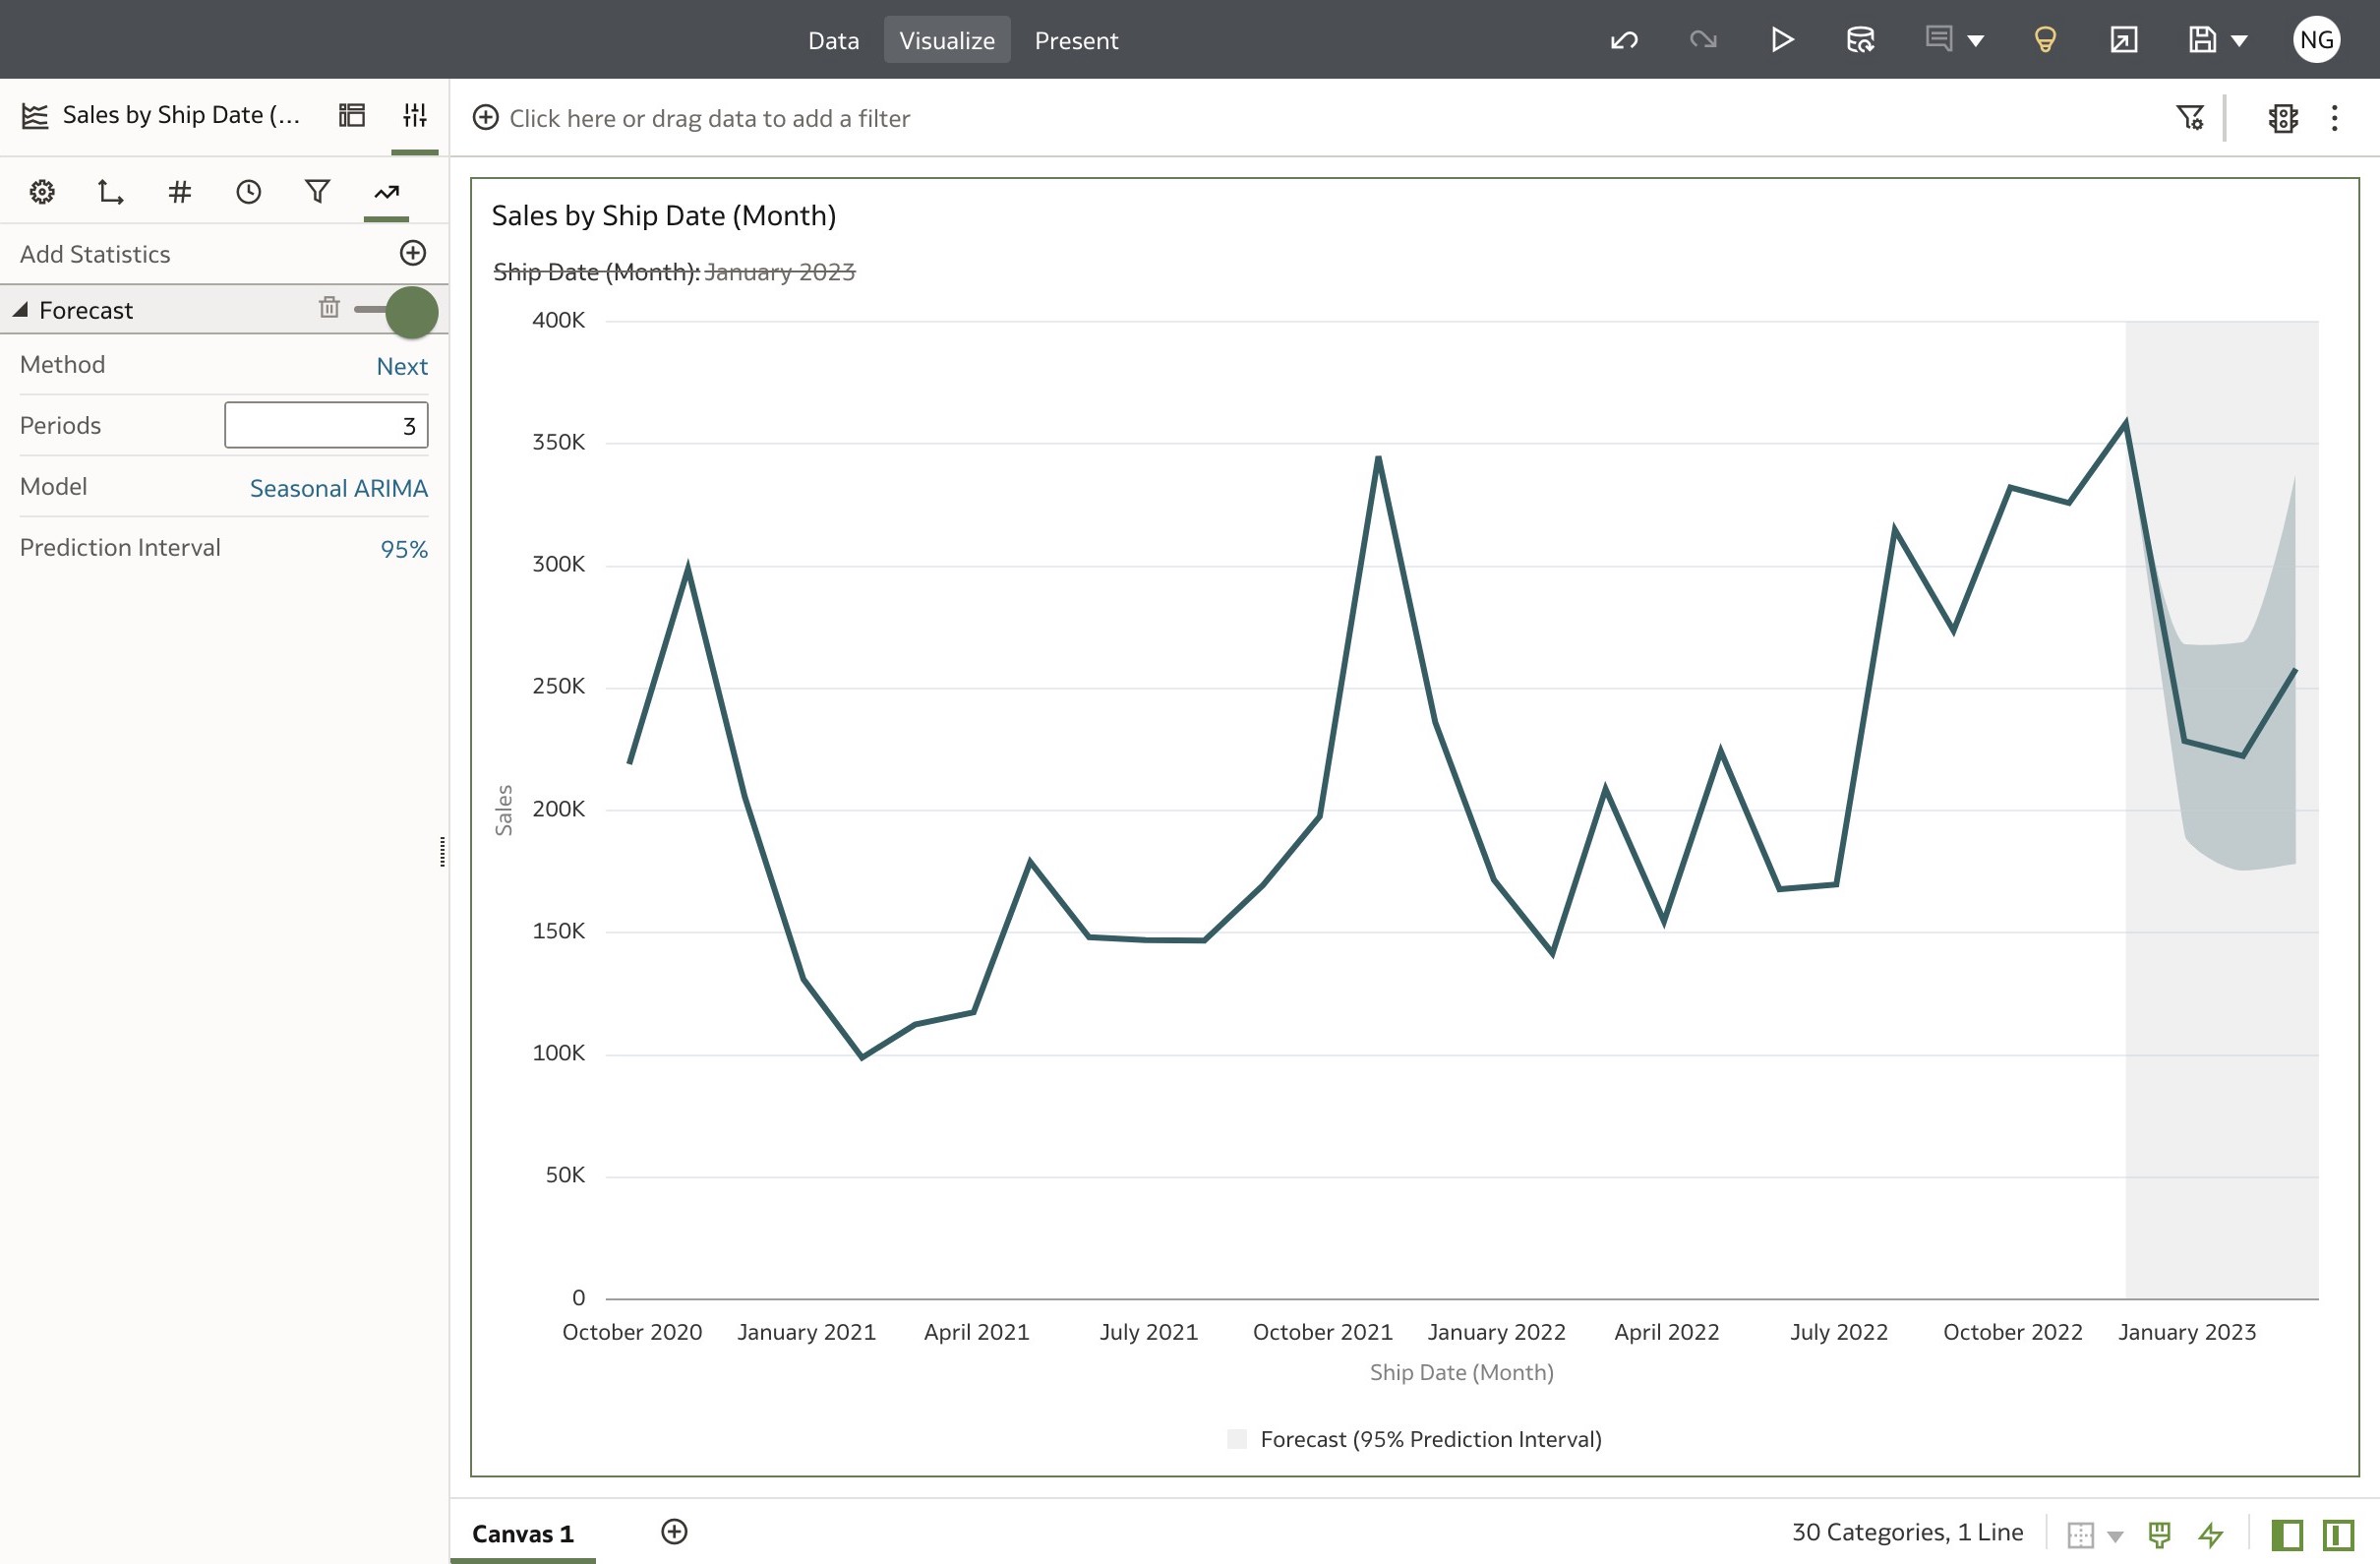 Data Visualize Present
NG
Sales by Ship Date (...
Click here or drag data to add a filter
Add Statistics
Forecast
Method Next
Periods 3
Model Seasonal ARIMA
Prediction Interval 95%
Sales by Ship Date (Month)
Ship Date (Month): January 2023
400K
350K
300K
250K
200K
150K
100K
50K
0
Sales
October 2020 January 2021 April 2021 July 2021 October 2021 January 2022 April 2022 July 2022 October 2022 January 2023
Ship Date (Month)
Forecast (95% Prediction Interval)
Canvas 1
30 Categories, 1 Line